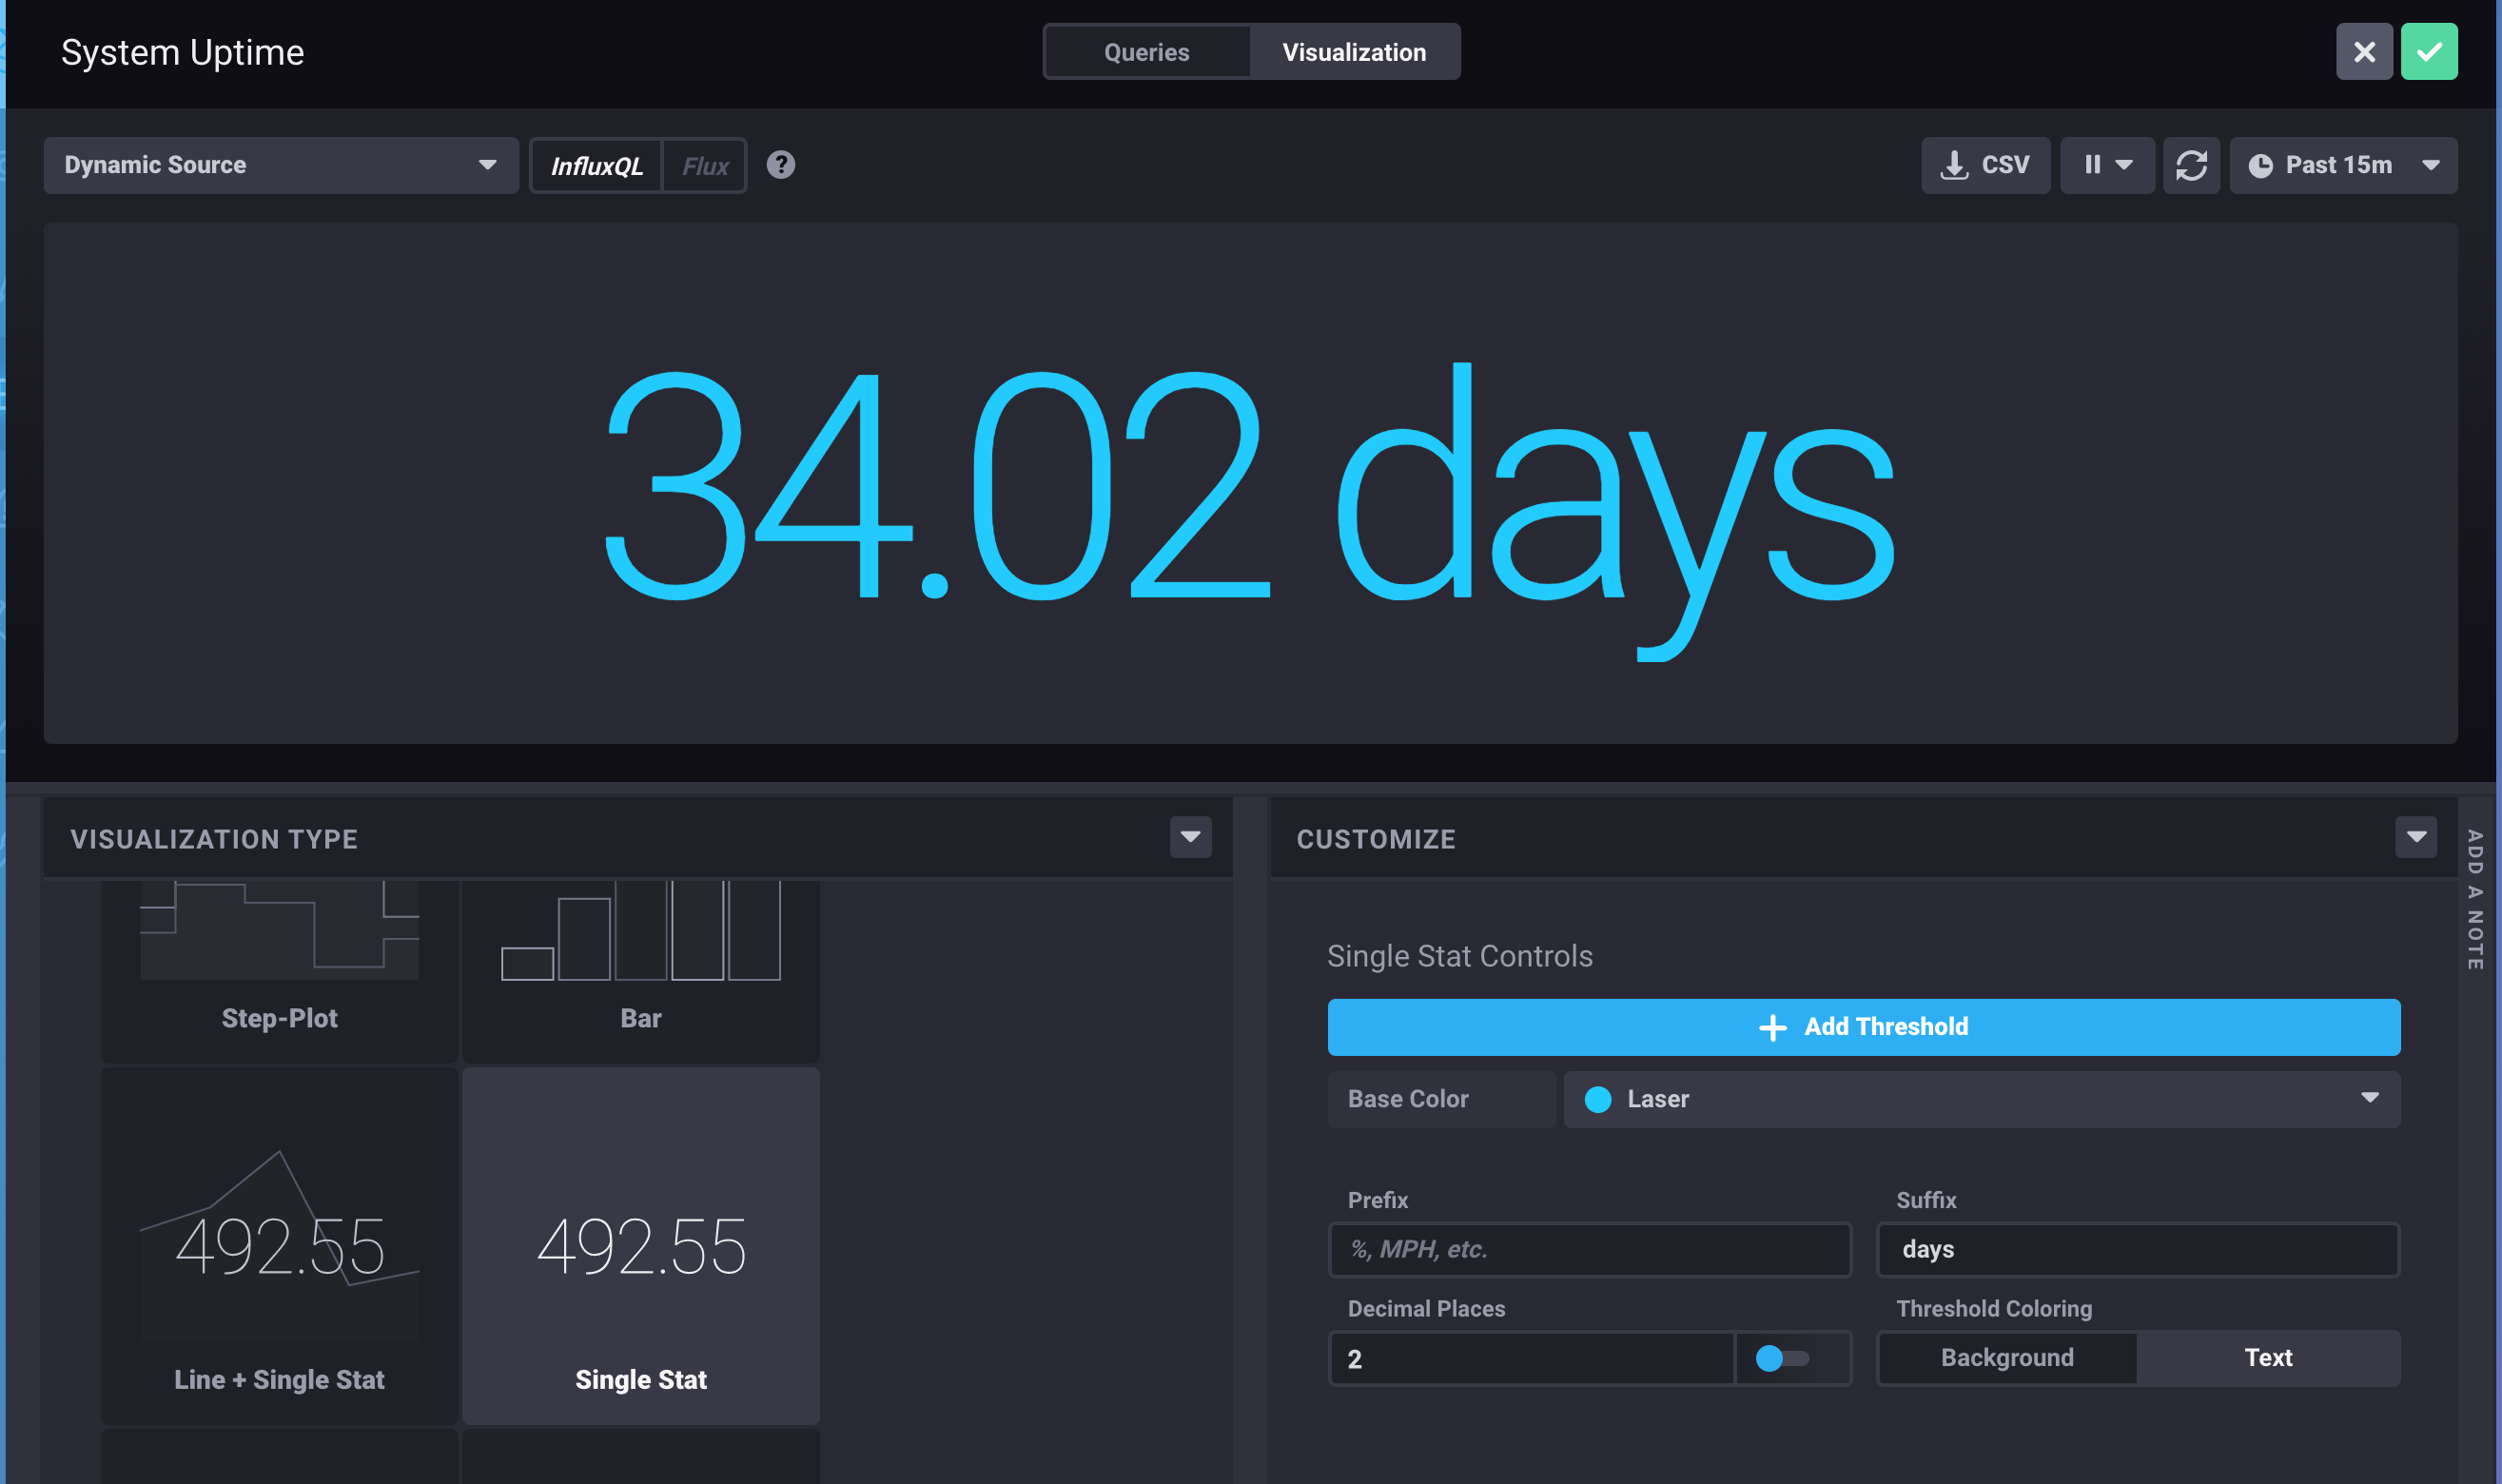 System Uptime
Queries
Visualization
Dynamic Source
InfluxQL
Flux
?
CSV
Past 15m
34.02 days
VISUALIZATION TYPE
Step-Plot
Bar
492.55
Line + Single Stat
492.55
Single Stat
CUSTOMIZE
Single Stat Controls
Add Threshold
Base Color
Laser
Prefix
Suffix
%, MPH, etc.
days
Decimal Places
Threshold Coloring
2
Background
Text
ADD A NOTE